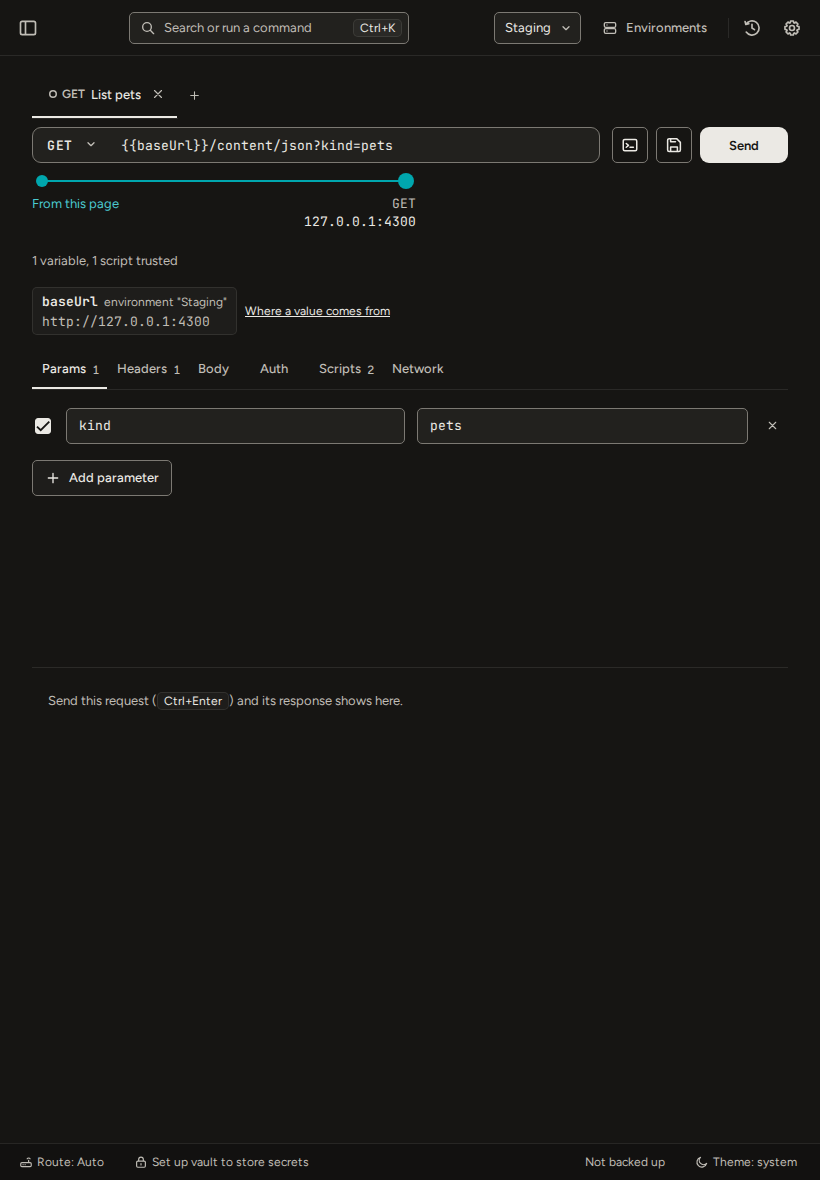 Search or run a command Ctrl+K Staging Environments
GET List pets
GET {{baseUrl}}/content/json?kind=pets Send
From this page GET
127.0.0.1:4300
1 variable, 1 script trusted
baseUrl environment "Staging"
http://127.0.0.1:4300
Where a value comes from
Params 1 Headers 1 Body Auth Scripts 2 Network
kind pets
Add parameter
Send this request (Ctrl+Enter) and its response shows here.
Route: Auto Set up vault to store secrets Not backed up Theme: system